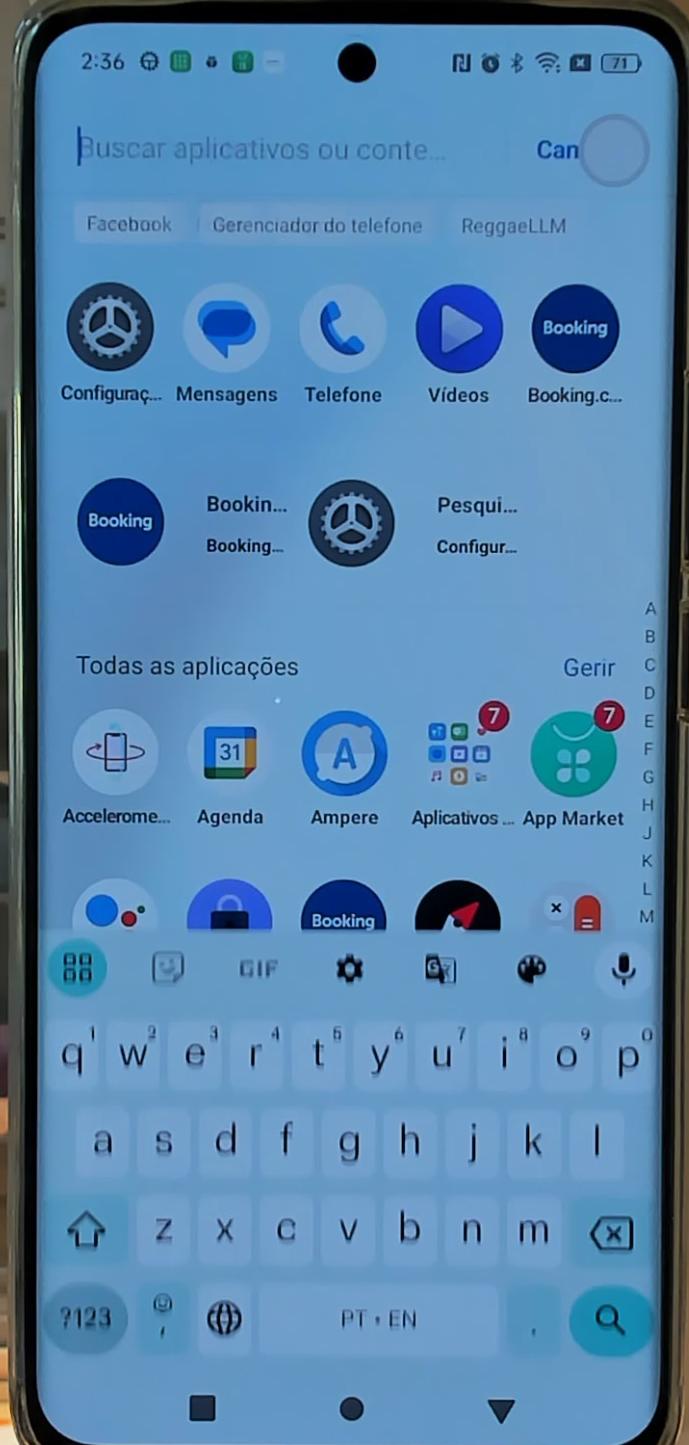 2:36 71
Buscar aplicativos ou conte... Can
Facebook Gerenciador do telefone ReggaeLLM
Booking
Configuraç... Mensagens Telefone Vídeos Booking.c...
Booking Bookin... Pesqui...
Booking... Configur...
A
B
Todas as aplicações Gerir C
D
E
F
G
H
J
K
L
M
7 7
31 A
Accelerome... Agenda Ampere Aplicativos ... App Market
Booking
GIF
1 2 3 4 5 6 7 8 9 0
q w e r t y u i o p
a s d f g h j k l
z x c v b n m
?123 , PT • EN .